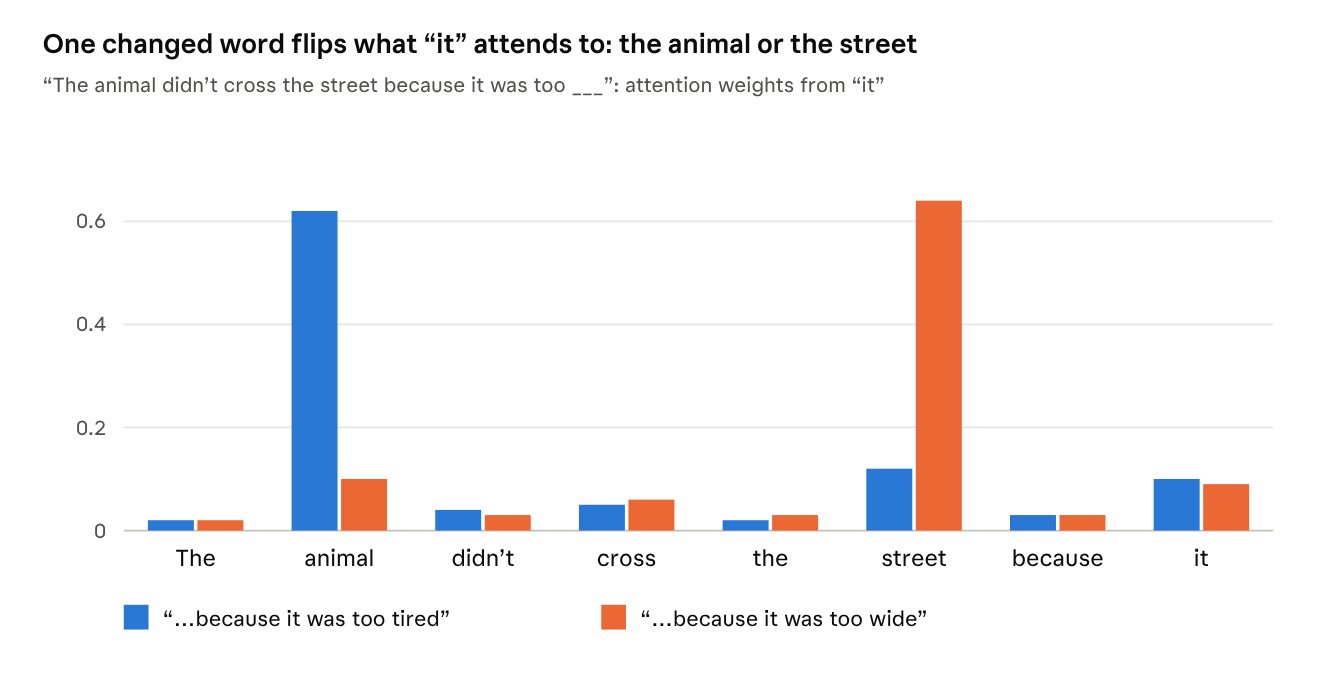 One changed word flips what “it” attends to: the animal or the street
“The animal didn’t cross the street because it was too ___”: attention weights from “it”
0.6
0.4
0.2
0
The animal didn’t cross the street because it
“…because it was too tired” “…because it was too wide”